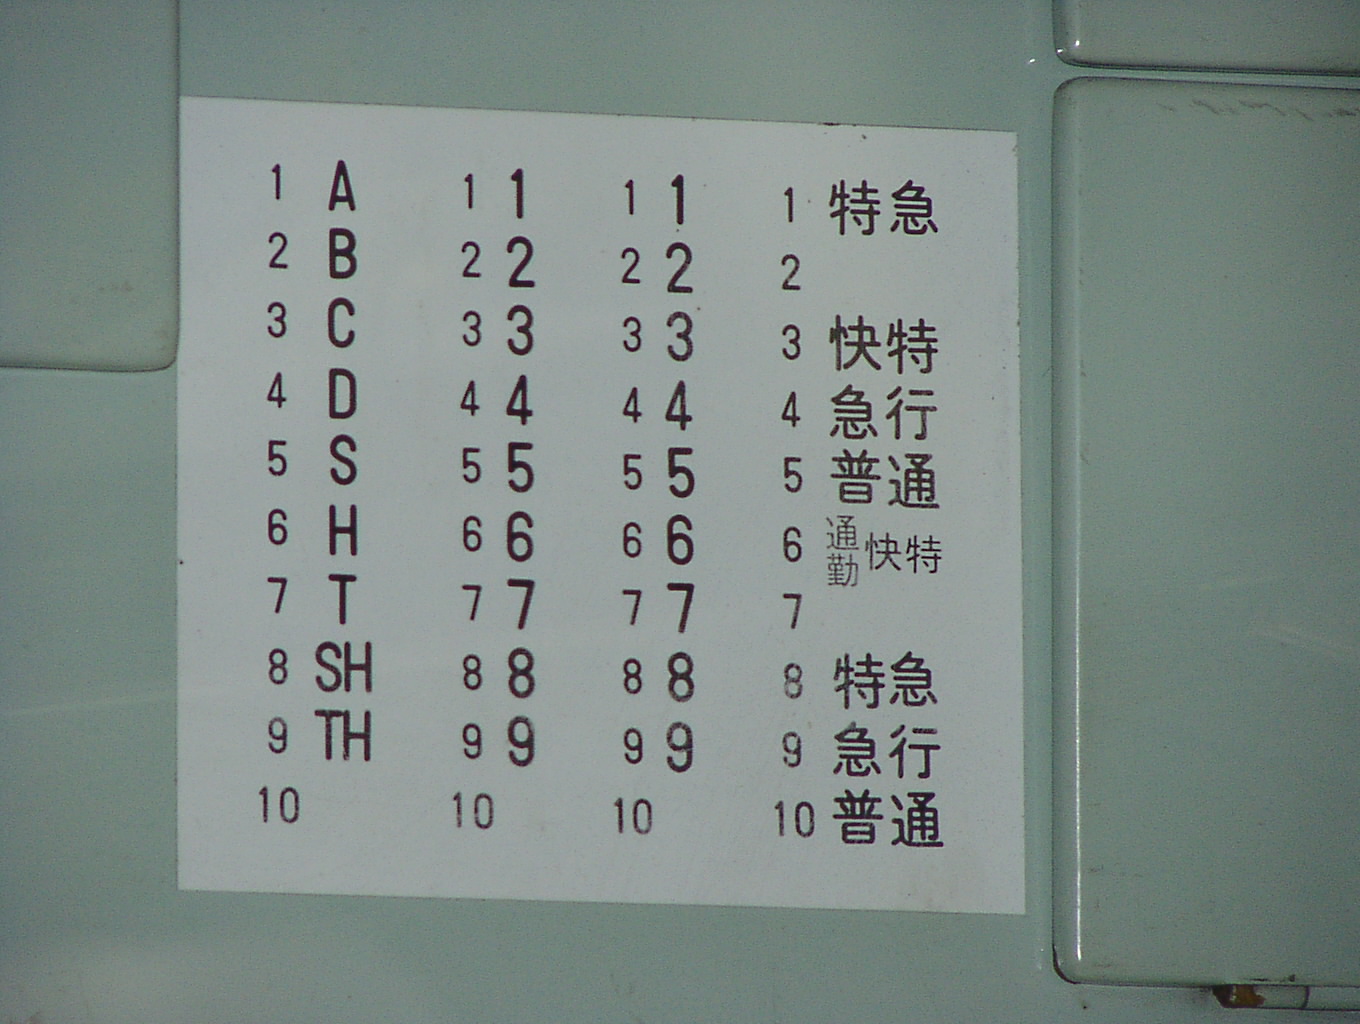 1 A 1 1 1 1 1 特急
2 B 2 2 2 2 2
3 C 3 3 3 3 3 快特
4 D 4 4 4 4 4 急行
5 S 5 5 5 5 5 普通
6 H 6 6 6 6 6 通勤快特
7 T 7 7 7 7 7
8 SH 8 8 8 8 8 特急
9 TH 9 9 9 9 9 急行
10 10 10 10 普通